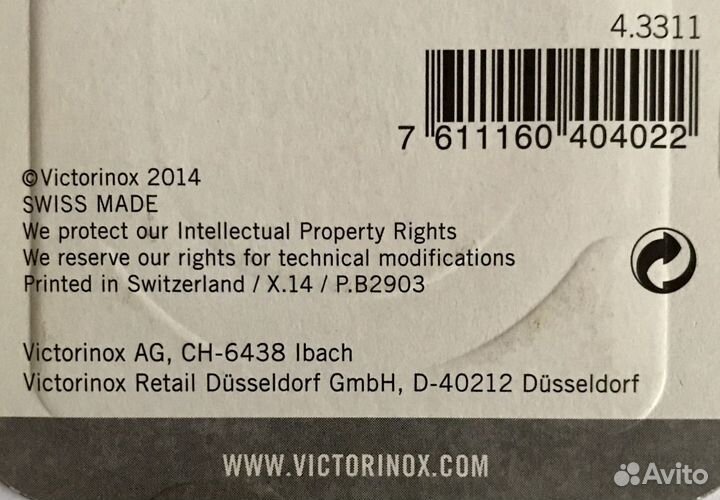 4.3311
7 611160 404022
©Victorinox 2014
SWISS MADE
We protect our Intellectual Property Rights
We reserve our rights for technical modifications
Printed in Switzerland / X.14 / P.B2903
Victorinox AG, CH-6438 Ibach
Victorinox Retail Düsseldorf GmbH, D-40212 Düsseldorf
WWW.VICTORINOX.COM
Avito